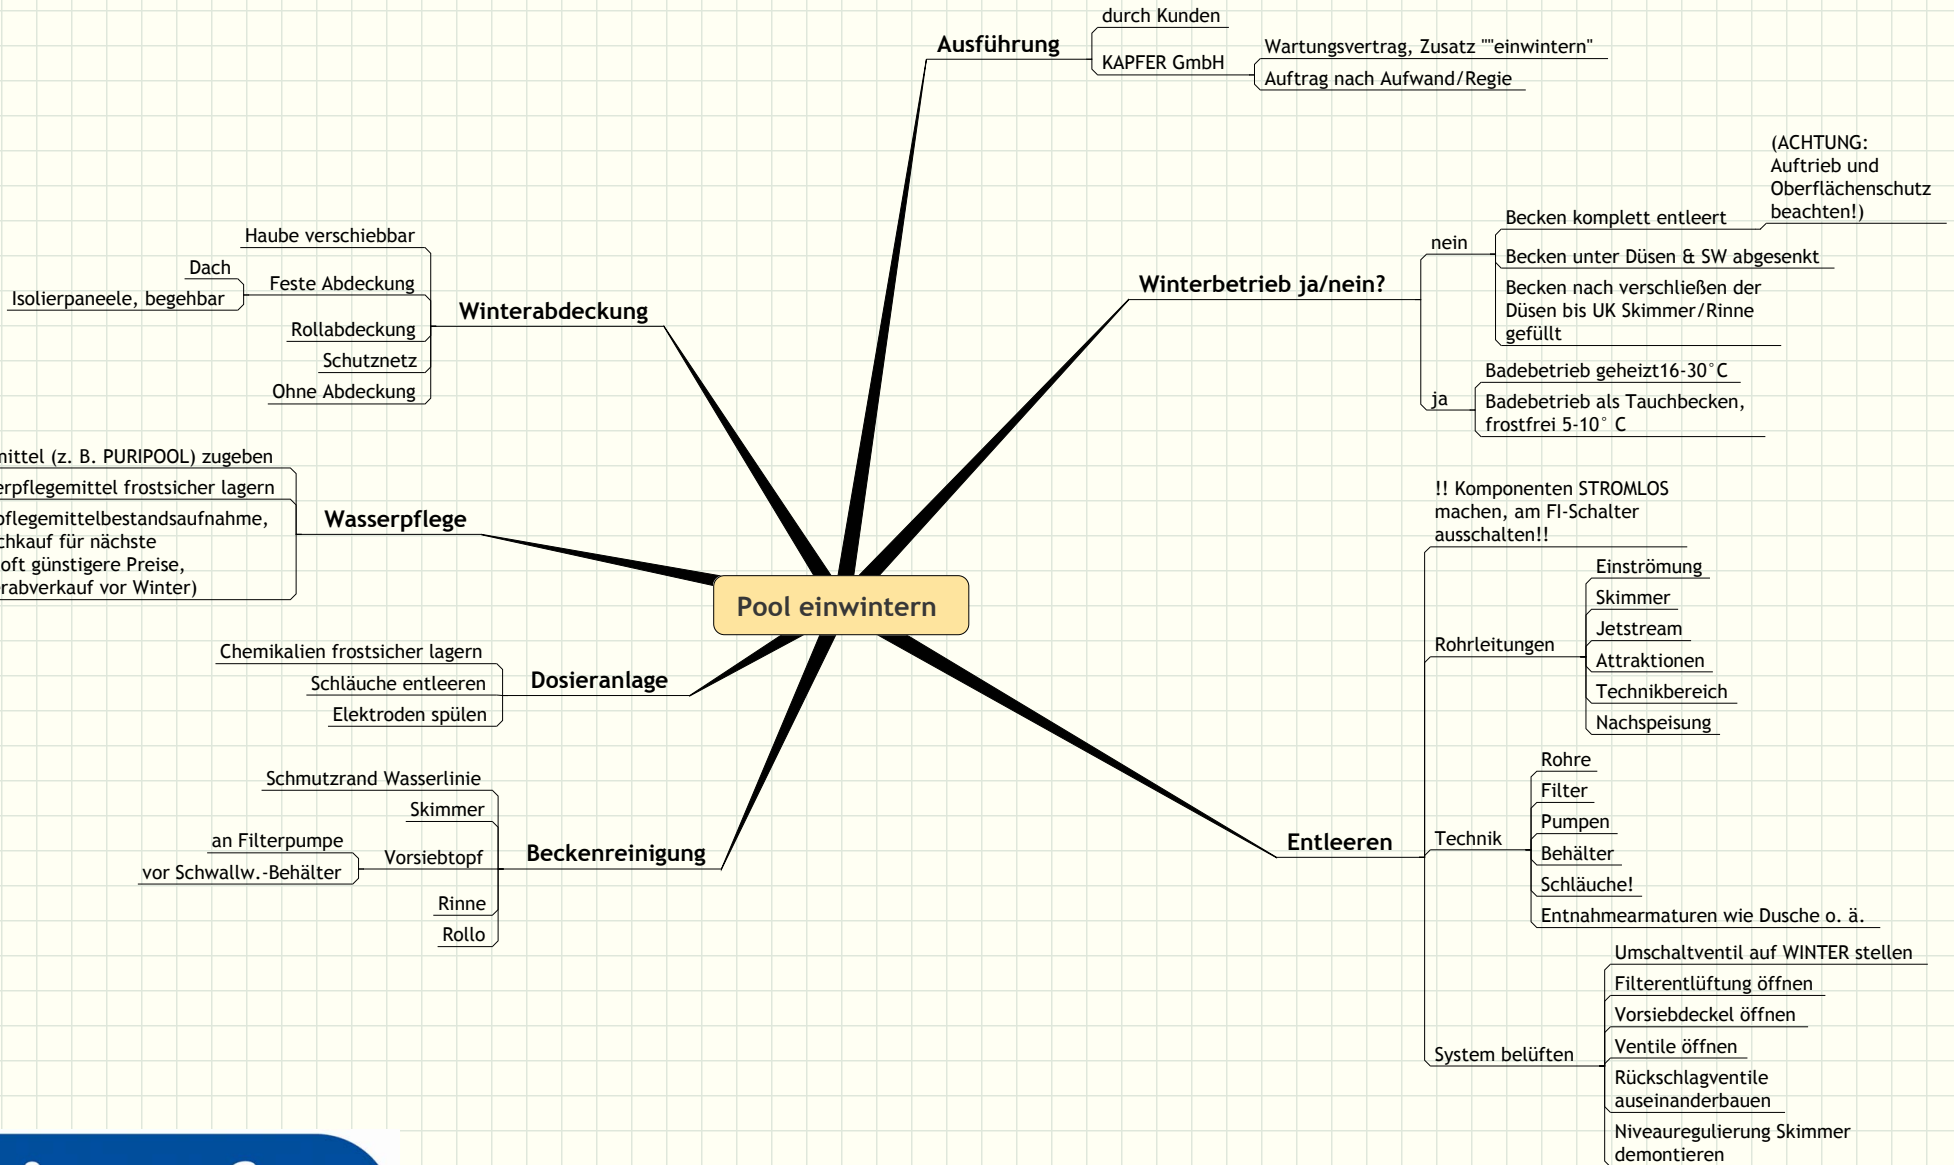 Pool einwintern
Ausführung
durch Kunden
KAPFER GmbH
Wartungsvertrag, Zusatz ""einwintern"
Auftrag nach Aufwand/Regie
Winterbetrieb ja/nein?
nein
Becken komplett entleert
(ACHTUNG:
Auftrieb und
Oberflächenschutz
beachten!)
Becken unter Düsen & SW abgesenkt
Becken nach verschließen der
Düsen bis UK Skimmer/Rinne
gefüllt
ja
Badebetrieb geheizt16-30°C
Badebetrieb als Tauchbecken,
frostfrei 5-10° C
Entleeren
!! Komponenten STROMLOS
machen, am FI-Schalter
ausschalten!!
Rohrleitungen
Einströmung
Skimmer
Jetstream
Attraktionen
Technikbereich
Nachspeisung
Technik
Rohre
Filter
Pumpen
Behälter
Schläuche!
Entnahmearmaturen wie Dusche o. ä.
System belüften
Umschaltventil auf WINTER stellen
Filterentlüftung öffnen
Vorsiebdeckel öffnen
Ventile öffnen
Rückschlagventile
auseinanderbauen
Niveauregulierung Skimmer
demontieren
Winterabdeckung
Haube verschiebbar
Feste Abdeckung
Dach
Isolierpaneele, begehbar
Rollabdeckung
Schutznetz
Ohne Abdeckung
Wasserpflege
mittel (z. B. PURIPOOL) zugeben
erpflegemittel frostsicher lagern
pflegemittelbestandsaufnahme,
chkauf für nächste
oft günstigere Preise,
rabverkauf vor Winter)
Dosieranlage
Chemikalien frostsicher lagern
Schläuche entleeren
Elektroden spülen
Beckenreinigung
Schmutzrand Wasserlinie
Skimmer
Vorsiebtopf
an Filterpumpe
vor Schwallw.-Behälter
Rinne
Rollo